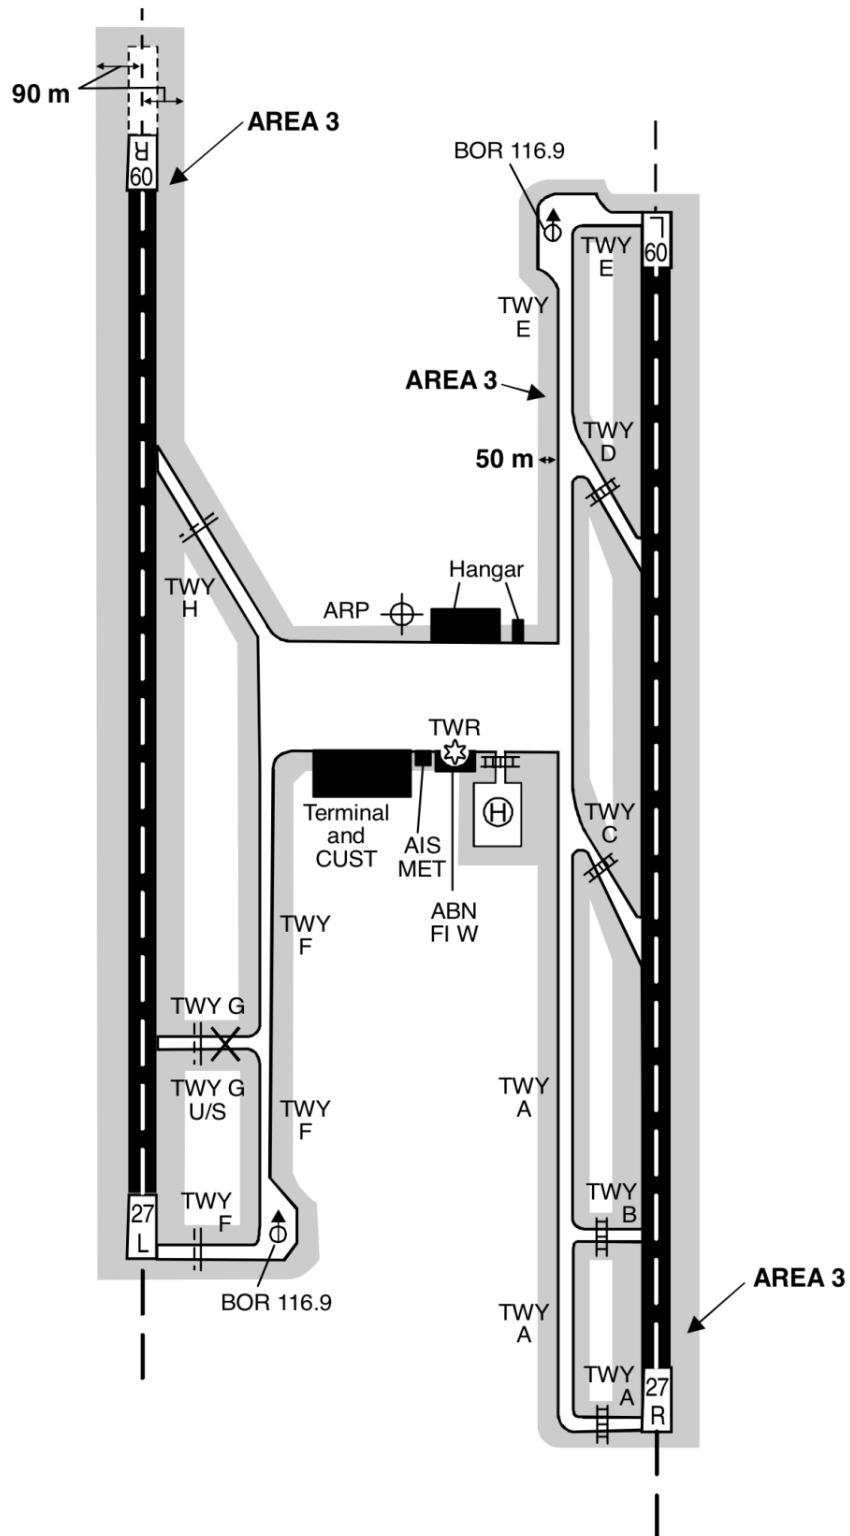 90 m
AREA 3
09
R
BOR 116.9
09
L
TWY
E
TWY
E
AREA 3
TWY
D
50 m
Hangar
ARP
TWY
H
TWR
Terminal
and
CUST
AIS
MET
H
TWY
C
ABN
FI W
TWY
F
TWY G
TWY G
U/S
TWY
F
TWY
A
TWY
B
TWY
F
27
L
BOR 116.9
AREA 3
TWY
A
TWY
A
27
R